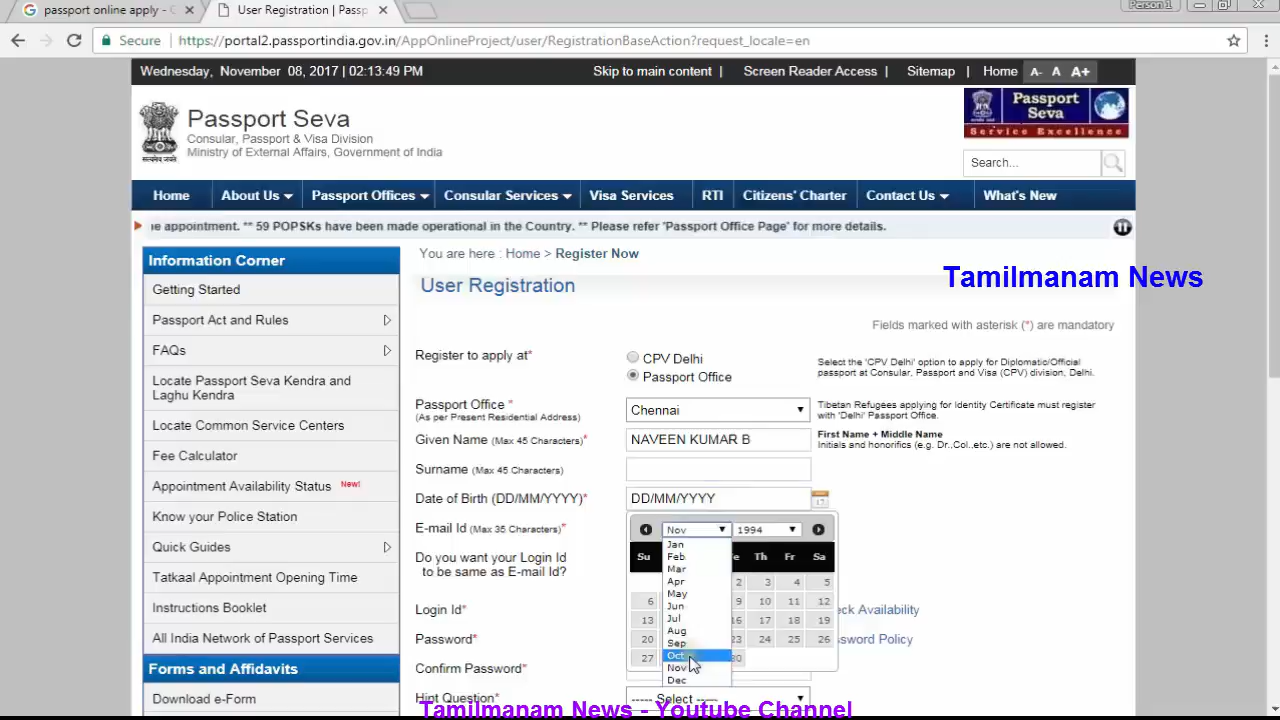 passport online apply - G
User Registration | Passp
Person 1
Secure
https://portal2.passportindia.gov.in/AppOnlineProject/user/RegistrationBaseAction?request_locale=en
Wednesday, November 08, 2017 | 02:13:49 PM
Skip to main content | Screen Reader Access | Sitemap | Home A- A A+
Passport Seva
Consular, Passport & Visa Division
Ministry of External Affairs, Government of India
सत्यमेव जयते
Passport
Seva
Service Excellence
Search...
Home About Us Passport Offices Consular Services Visa Services RTI Citizens' Charter Contact Us What's New
e appointment. ** 59 POPSKs have been made operational in the Country. ** Please refer 'Passport Office Page' for more details.
Information Corner
Getting Started
Passport Act and Rules
FAQs
Locate Passport Seva Kendra and
Laghu Kendra
Locate Common Service Centers
Fee Calculator
Appointment Availability Status New!
Know your Police Station
Quick Guides
Tatkaal Appointment Opening Time
Instructions Booklet
All India Network of Passport Services
Forms and Affidavits
Download e-Form
You are here : Home > Register Now
User Registration
Tamilmanam News
Fields marked with asterisk (*) are mandatory
Register to apply at*
CPV Delhi
Passport Office
Select the 'CPV Delhi' option to apply for Diplomatic/Official
passport at Consular, Passport and Visa (CPV) division, Delhi.
Passport Office *
(As per Present Residential Address)
Chennai
Tibetan Refugees applying for Identity Certificate must register
with 'Delhi' Passport Office.
Given Name (Max 45 Characters)*
NAVEEN KUMAR B
First Name + Middle Name
Initials and honorifics (e.g. Dr.,Col.,etc.) are not allowed.
Surname (Max 45 Characters)
Date of Birth (DD/MM/YYYY)*
DD/MM/YYYY
E-mail Id (Max 35 Characters)*
Nov 1994
Su e Th Fr Sa
Jan
Feb
Mar
Apr
May
Jun
Jul
Aug
Sep
Oct
Nov
Dec
2 3 4 5
6 9 10 11 12
13 16 17 18 19
20 23 24 25 26
27 30
Do you want your Login Id
to be same as E-mail Id?
Login Id*
ck Availability
Password*
ssword Policy
Confirm Password*
Hint Question*
----- Select -----
Tamilmanam News - Youtube Channel